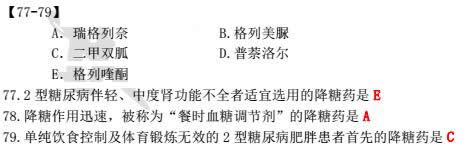 【77-79】
A. 瑞格列奈 B.格列美脲
C. 二甲双胍 D.普萘洛尔
E. 格列喹酮
77.2 型糖尿病伴轻、中度肾功能不全者适宜选用的降糖药是 E
78.降糖作用迅速，被称为“餐时血糖调节剂”的降糖药是 A
79.单纯饮食控制及体育锻炼无效的 2 型糖尿病肥胖患者首先的降糖药是 C